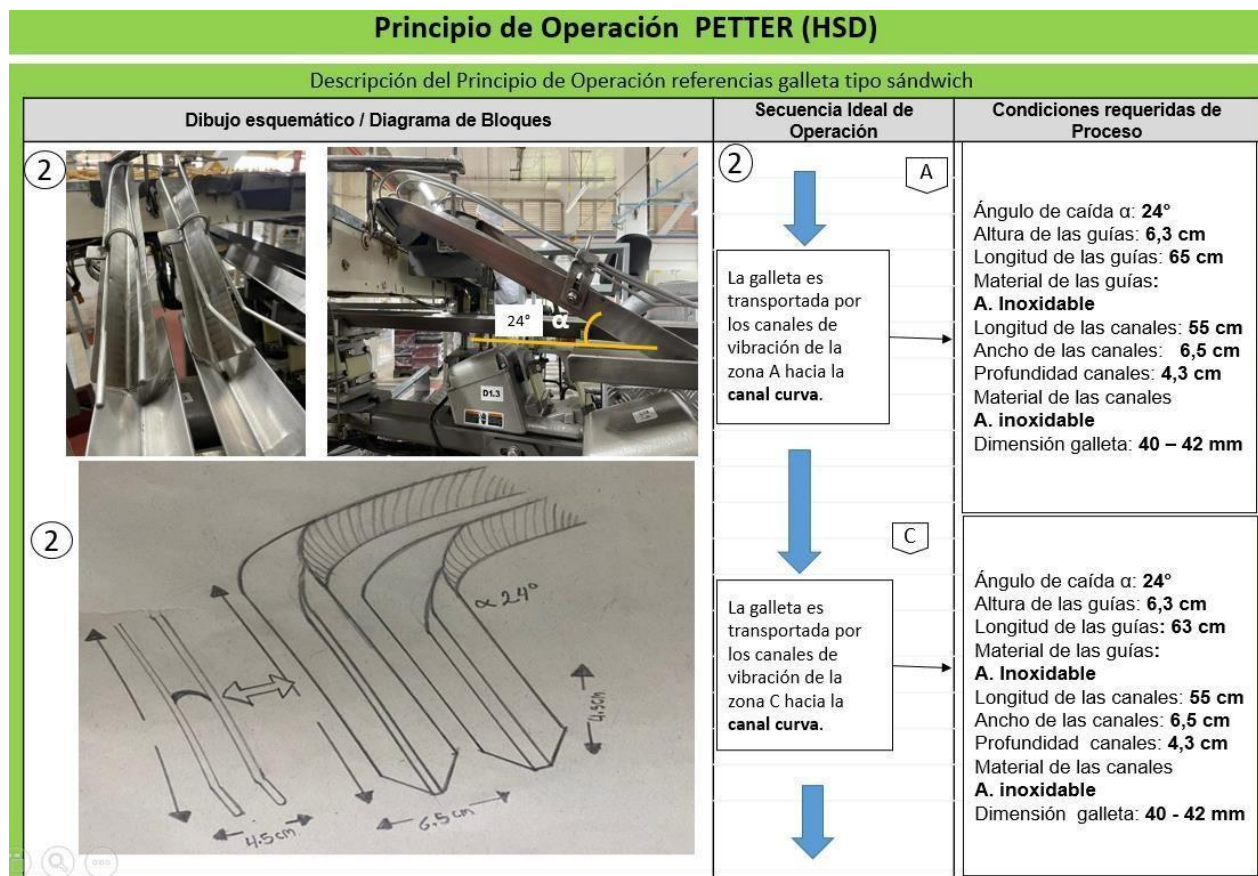 Principio de Operación PETTER (HSD)
Descripción del Principio de Operación referencias galleta tipo sándwich
Dibujo esquemático / Diagrama de Bloques
Secuencia Ideal de
Operación
Condiciones requeridas de
Proceso
2
24° α
D1.3
2
A
La galleta es
transportada por
los canales de
vibración de la
zona A hacia la
canal curva.
Ángulo de caída α: 24°
Altura de las guías: 6,3 cm
Longitud de las guías: 65 cm
Material de las guías:
A. Inoxidable
Longitud de las canales: 55 cm
Ancho de las canales: 6,5 cm
Profundidad canales: 4,3 cm
Material de las canales
A. inoxidable
Dimensión galleta: 40 – 42 mm
2
α 24°
4.3cm
6.5cm
4.5cm
C
La galleta es
transportada por
los canales de
vibración de la
zona C hacia la
canal curva.
Ángulo de caída α: 24°
Altura de las guías: 6,3 cm
Longitud de las guías: 63 cm
Material de las guías:
A. Inoxidable
Longitud de las canales: 55 cm
Ancho de las canales: 6,5 cm
Profundidad canales: 4,3 cm
Material de las canales
A. inoxidable
Dimensión galleta: 40 - 42 mm